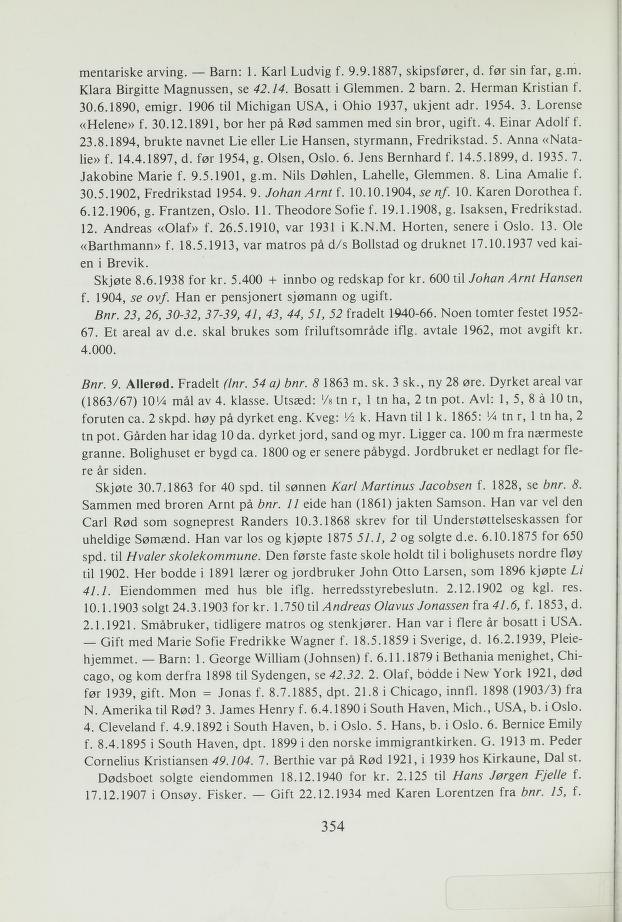 mentariske arving. — Barn: 1. Karl Ludvig f. 9.9.1887, skipsfører, d. før sin far, g.m.
Klara Birgitte Magnussen, se 42.14. Bosatt i Glemmen. 2 barn. 2. Herman Kristian f.
30.6.1890, emigr. 1906 til Michigan USA, i Ohio 1937, ukjent adr. 1954. 3. Lorense
«Helene» f. 30.12.1891, bor her på Rød sammen med sin bror, ugift. 4. Einar Adolf f.
23.8.1894, brukte navnet Lie eller Lie Hansen, styrmann, Fredrikstad. 5. Anna «Nata-
lie» f. 14.4.1897, d. før 1954, g. Olsen, Oslo. 6. Jens Bernhard f. 14.5.1899, d. 1935. 7.
Jakobine Marie f. 9.5.1901, g.m. Nils Døhlen, Lahelle, Glemmen. 8. Lina Amalie f.
30.5.1902, Fredrikstad 1954. 9. Johan Arnt f. 10.10.1904, se nf. 10. Karen Dorothea f.
6.12.1906, g. Frantzen, Oslo. 11. Theodore Sofie f. 19.1.1908, g. Isaksen, Fredrikstad.
12. Andreas «Olaf» f. 26.5.1910, var 1931 i K.N.M. Horten, senere i Oslo. 13. Ole
«Barthmann» f. 18.5.1913, var matros på d/s Bollstad og druknet 17.10.1937 ved kai-
en i Brevik.
Skjøte 8.6.1938 for kr. 5.400 + innbo og redskap for kr. 600 til Johan Arnt Hansen
f. 1904, se ovf. Han er pensjonert sjømann og ugift.
Bnr. 23, 26, 30-32, 37-39, 41, 43, 44, 51, 52 fradelt 1940-66. Noen tomter festet 1952-
67. Et areal av d.e. skal brukes som friluftsområde iflg. avtale 1962, mot avgift kr.
4.000.
Bnr. 9. Allerød. Fradelt (lnr. 54 a) bnr. 8 1863 m. sk. 3 sk., ny 28 øre. Dyrket areal var
(1863/67) 10¼ mål av 4. klasse. Utsæd: ⅛ tn r, 1 tn ha, 2 tn pot. Avl: 1, 5, 8 à 10 tn,
foruten ca. 2 skpd. høy på dyrket eng. Kveg: ½ k. Havn til 1 k. 1865: ¼ tn r, 1 tn ha, 2
tn pot. Gården har idag 10 da. dyrket jord, sand og myr. Ligger ca. 100 m fra nærmeste
granne. Bolighuset er bygd ca. 1800 og er senere påbygd. Jordbruket er nedlagt for fle-
re år siden.
Skjøte 30.7.1863 for 40 spd. til sønnen Karl Martinus Jacobsen f. 1828, se bnr. 8.
Sammen med broren Arnt på bnr. 11 eide han (1861) jakten Samson. Han var vel den
Carl Rød som sogneprest Randers 10.3.1868 skrev for til Understøttelseskassen for
uheldige Sømænd. Han var los og kjøpte 1875 51.1, 2 og solgte d.e. 6.10.1875 for 650
spd. til Hvaler skolekommune. Den første faste skole holdt til i bolighusets nordre fløy
til 1902. Her bodde i 1891 lærer og jordbruker John Otto Larsen, som 1896 kjøpte Li
41.1. Eiendommen med hus ble iflg. herredsstyrebeslutn. 2.12.1902 og kgl. res.
10.1.1903 solgt 24.3.1903 for kr. 1.750 til Andreas Olavus Jonassen fra 41.6, f. 1853, d.
2.1.1921. Småbruker, tidligere matros og stenkjører. Han var i flere år bosatt i USA.
— Gift med Marie Sofie Fredrikke Wagner f. 18.5.1859 i Sverige, d. 16.2.1939, Pleie-
hjemmet. — Barn: 1. George William (Johnsen) f. 6.11.1879 i Bethania menighet, Chi-
cago, og kom derfra 1898 til Sydengen, se 42.32. 2. Olaf, bodde i New York 1921, død
før 1939, gift. Mon = Jonas f. 8.7.1885, dpt. 21.8 i Chicago, innfl. 1898 (1903/3) fra
N. Amerika til Rød? 3. James Henry f. 6.4.1890 i South Haven, Mich., USA, b. i Oslo.
4. Cleveland f. 4.9.1892 i South Haven, b. i Oslo. 5. Hans, b. i Oslo. 6. Bernice Emily
f. 8.4.1895 i South Haven, dpt. 1899 i den norske immigrantkirken. G. 1913 m. Peder
Cornelius Kristiansen 49.104. 7. Berthie var på Rød 1921, i 1939 hos Kirkaune, Dal st.
Dødsboet solgte eiendommen 18.12.1940 for kr. 2.125 til Hans Jørgen Fjelle f.
17.12.1907 i Onsøy. Fisker. — Gift 22.12.1934 med Karen Lorentzen fra bnr. 15, f.
354